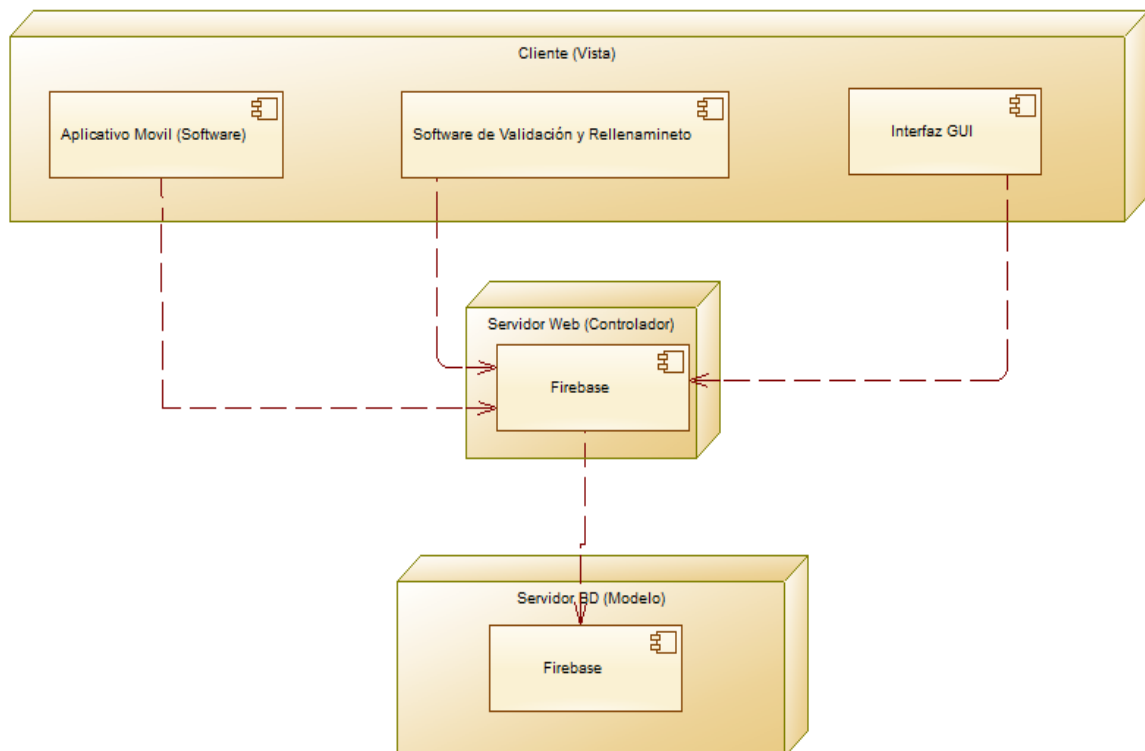 Cliente (Vista)
Aplicativo Movil (Software)
Software de Validación y Rellenamineto
Interfaz GUI
Servidor Web (Controlador)
Firebase
Servidor BD (Modelo)
Firebase